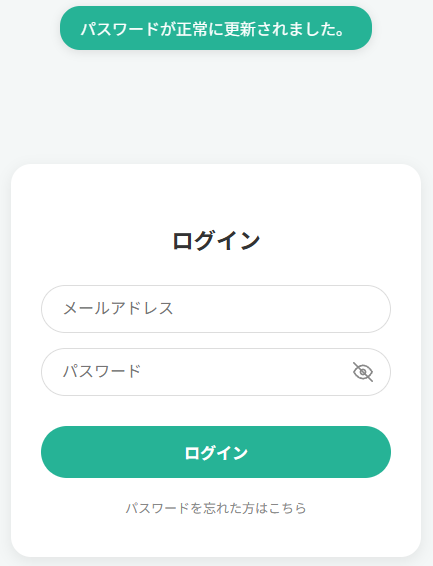 パスワードが正常に更新されました。
ログイン
メールアドレス
パスワード
ログイン
パスワードを忘れた方はこちら